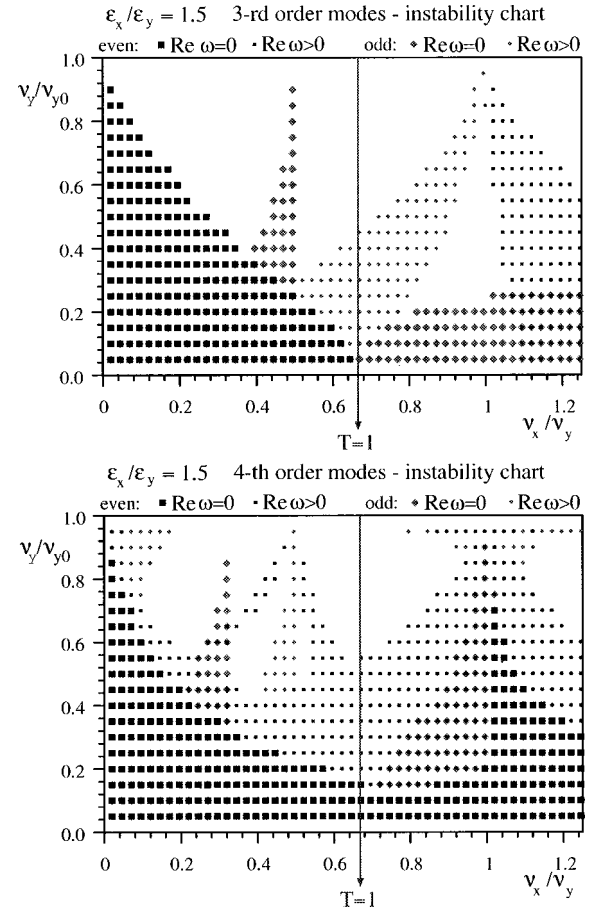 εx/εy = 1.5 3-rd order modes - instability chart
even: ■ Re ω=0 ▪ Re ω>0 odd: ◆ Re ω=0 ⋄ Re ω>0
νy/νy0
1.0
0.8
0.6
0.4
0.2
0.0
0 0.2 0.4 0.6 0.8 1 1.2
T=1
νx/νy
εx/εy = 1.5 4-th order modes - instability chart
even: ■ Re ω=0 ▪ Re ω>0 odd: ◆ Re ω=0 ⋄ Re ω>0
νy/νy0
1.0
0.8
0.6
0.4
0.2
0.0
0 0.2 0.4 0.6 0.8 1 1.2
T=1
νx/νy